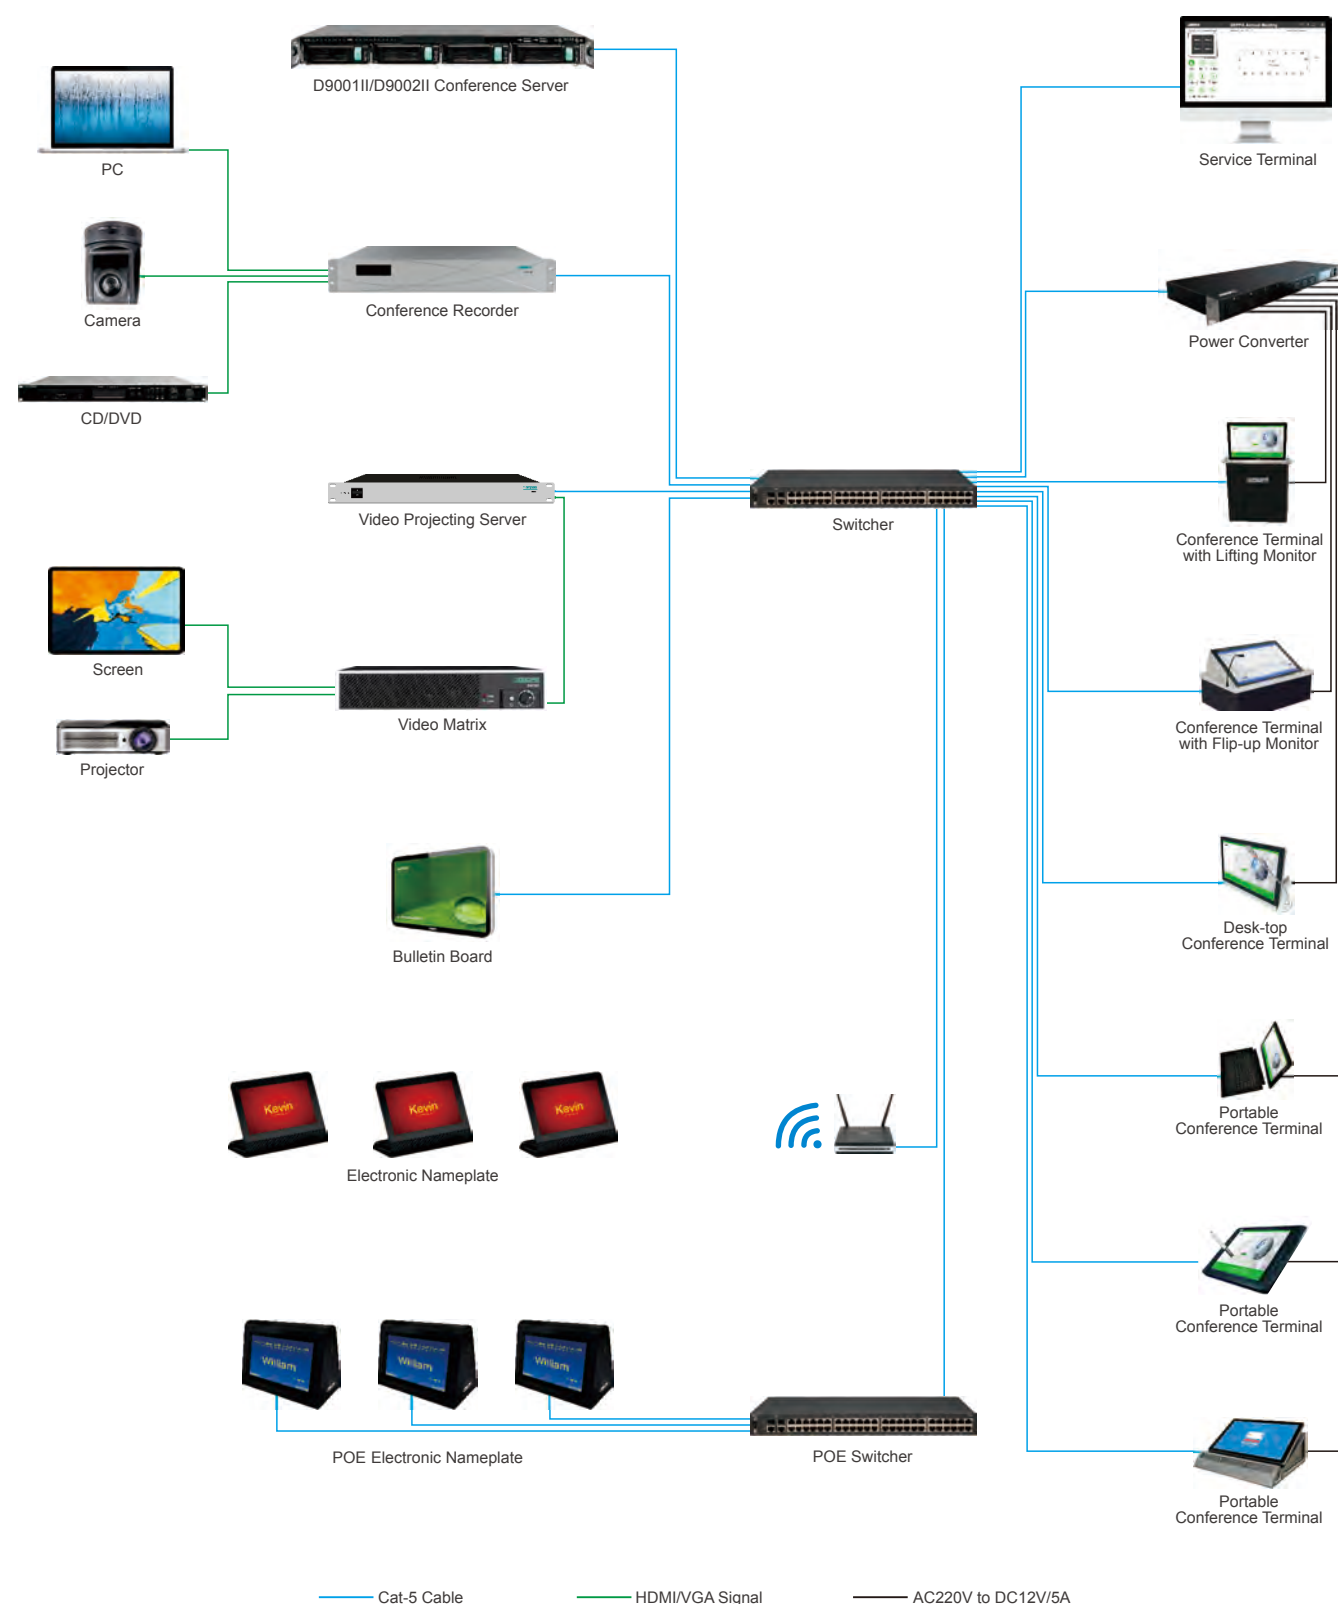 D9001II/D9002II Conference Server
PC
Service Terminal
Camera
Conference Recorder
Power Converter
CD/DVD
Video Projecting Server
Switcher
Conference Terminal
with Lifting Monitor
Screen
Video Matrix
Conference Terminal
with Flip-up Monitor
Projector
Bulletin Board
Desk-top
Conference Terminal
Kevin
Kevin
Kevin
Electronic Nameplate
Portable
Conference Terminal
William
William
William
POE Electronic Nameplate
POE Switcher
Portable
Conference Terminal
Portable
Conference Terminal
Cat-5 Cable
HDMI/VGA Signal
AC220V to DC12V/5A